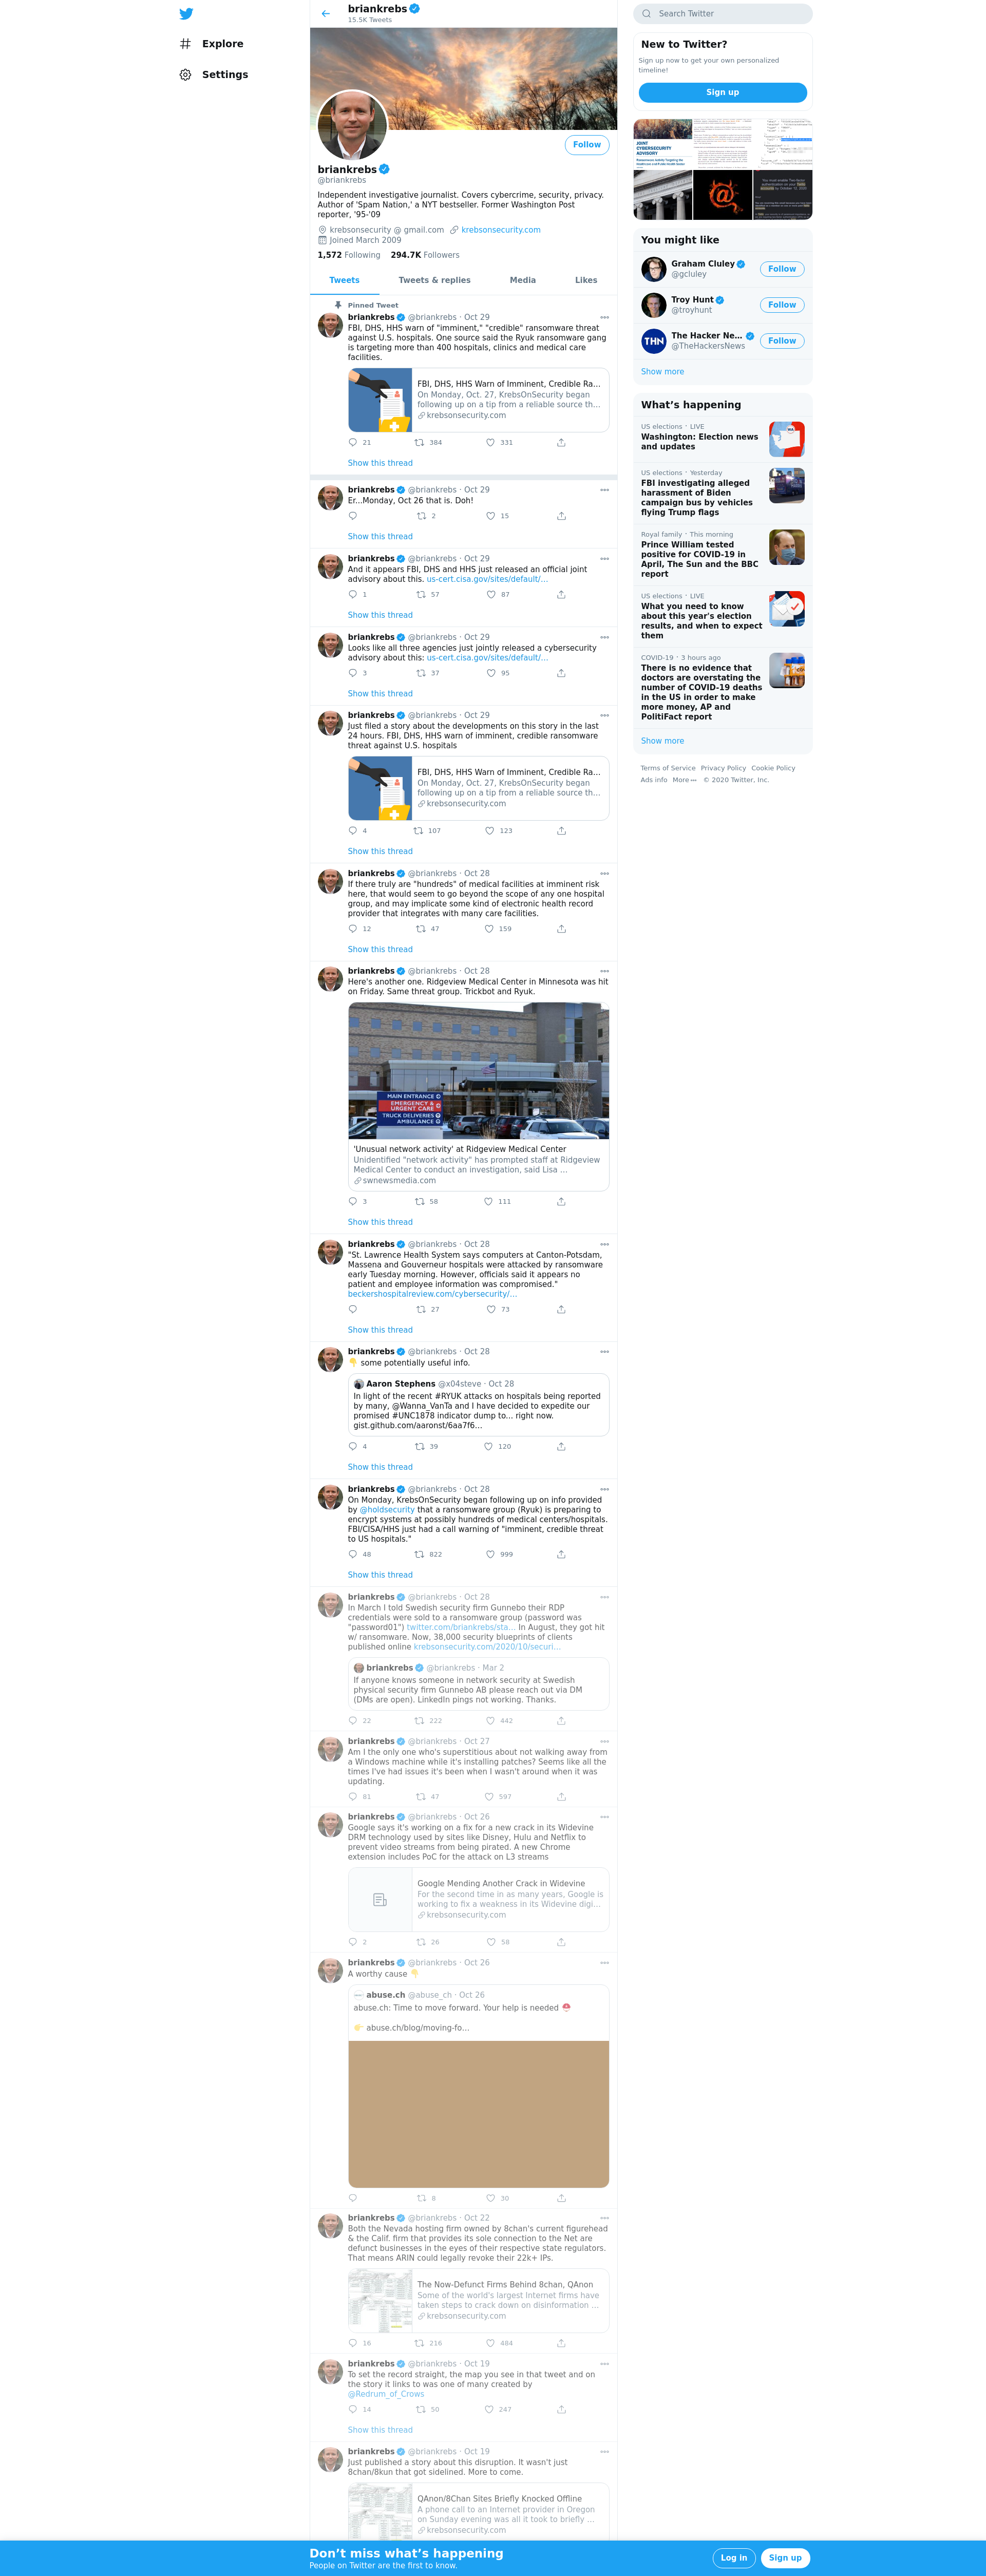 Explore
Settings
briankrebs
15.5K Tweets
Follow
briankrebs
@briankrebs
Independent investigative journalist. Covers cybercrime, security, privacy.
Author of 'Spam Nation,' a NYT bestseller. Former Washington Post
reporter, '95-'09
krebsonsecurity @ gmail.com krebsonsecurity.com
Joined March 2009
1,572 Following 294.7K Followers
Tweets Tweets & replies Media Likes
Pinned Tweet
briankrebs @briankrebs · Oct 29
FBI, DHS, HHS warn of "imminent," "credible" ransomware threat
against U.S. hospitals. One source said the Ryuk ransomware gang
is targeting more than 400 hospitals, clinics and medical care
facilities.
FBI, DHS, HHS Warn of Imminent, Credible Ra...
On Monday, Oct. 27, KrebsOnSecurity began
following up on a tip from a reliable source th...
krebsonsecurity.com
21 384 331
Show this thread
briankrebs @briankrebs · Oct 29
Er...Monday, Oct 26 that is. Doh!
2 15
Show this thread
briankrebs @briankrebs · Oct 29
And it appears FBI, DHS and HHS just released an official joint
advisory about this. us-cert.cisa.gov/sites/default/...
1 57 87
Show this thread
briankrebs @briankrebs · Oct 29
Looks like all three agencies just jointly released a cybersecurity
advisory about this: us-cert.cisa.gov/sites/default/...
3 37 95
Show this thread
briankrebs @briankrebs · Oct 29
Just filed a story about the developments on this story in the last
24 hours. FBI, DHS, HHS warn of imminent, credible ransomware
threat against U.S. hospitals
FBI, DHS, HHS Warn of Imminent, Credible Ra...
On Monday, Oct. 27, KrebsOnSecurity began
following up on a tip from a reliable source th...
krebsonsecurity.com
4 107 123
Show this thread
briankrebs @briankrebs · Oct 28
If there truly are "hundreds" of medical facilities at imminent risk
here, that would seem to go beyond the scope of any one hospital
group, and may implicate some kind of electronic health record
provider that integrates with many care facilities.
12 47 159
Show this thread
briankrebs @briankrebs · Oct 28
Here's another one. Ridgeview Medical Center in Minnesota was hit
on Friday. Same threat group. Trickbot and Ryuk.
MAIN ENTRANCE
EMERGENCY &
URGENT CARE
TRUCK DELIVERIES
AMBULANCE
'Unusual network activity' at Ridgeview Medical Center
Unidentified "network activity" has prompted staff at Ridgeview
Medical Center to conduct an investigation, said Lisa ...
swnewsmedia.com
3 58 111
Show this thread
briankrebs @briankrebs · Oct 28
"St. Lawrence Health System says computers at Canton-Potsdam,
Massena and Gouverneur hospitals were attacked by ransomware
early Tuesday morning. However, officials said it appears no
patient and employee information was compromised."
beckershospitalreview.com/cybersecurity/...
27 73
Show this thread
briankrebs @briankrebs · Oct 28
👇 some potentially useful info.
Aaron Stephens @x04steve · Oct 28
In light of the recent #RYUK attacks on hospitals being reported
by many, @Wanna_VanTa and I have decided to expedite our
promised #UNC1878 indicator dump to... right now.
gist.github.com/aaronst/6aa7f6...
4 39 120
Show this thread
briankrebs @briankrebs · Oct 28
On Monday, KrebsOnSecurity began following up on info provided
by @holdsecurity that a ransomware group (Ryuk) is preparing to
encrypt systems at possibly hundreds of medical centers/hospitals.
FBI/CISA/HHS just had a call warning of "imminent, credible threat
to US hospitals."
48 822 999
Show this thread
briankrebs @briankrebs · Oct 28
In March I told Swedish security firm Gunnebo their RDP
credentials were sold to a ransomware group (password was
"password01") twitter.com/briankrebs/sta... In August, they got hit
w/ ransomware. Now, 38,000 security blueprints of clients
published online krebsonsecurity.com/2020/10/securi...
briankrebs @briankrebs · Mar 2
If anyone knows someone in network security at Swedish
physical security firm Gunnebo AB please reach out via DM
(DMs are open). LinkedIn pings not working. Thanks.
22 222 442
briankrebs @briankrebs · Oct 27
Am I the only one who's superstitious about not walking away from
a Windows machine while it's installing patches? Seems like all the
times I've had issues it's been when I wasn't around when it was
updating.
81 47 597
briankrebs @briankrebs · Oct 26
Google says it's working on a fix for a new crack in its Widevine
DRM technology used by sites like Disney, Hulu and Netflix to
prevent video streams from being pirated. A new Chrome
extension includes PoC for the attack on L3 streams
Google Mending Another Crack in Widevine
For the second time in as many years, Google is
working to fix a weakness in its Widevine digi...
krebsonsecurity.com
2 26 58
briankrebs @briankrebs · Oct 26
A worthy cause 👇
abuse.ch @abuse_ch · Oct 26
abuse.ch: Time to move forward. Your help is needed ⛑️
👉 abuse.ch/blog/moving-fo...
8 30
briankrebs @briankrebs · Oct 22
Both the Nevada hosting firm owned by 8chan's current figurehead
& the Calif. firm that provides its sole connection to the Net are
defunct businesses in the eyes of their respective state regulators.
That means ARIN could legally revoke their 22k+ IPs.
The Now-Defunct Firms Behind 8chan, QAnon
Some of the world's largest Internet firms have
taken steps to crack down on disinformation ...
krebsonsecurity.com
16 216 484
briankrebs @briankrebs · Oct 19
To set the record straight, the map you see in that tweet and on
the story it links to was one of many created by
@Redrum_of_Crows
14 50 247
Show this thread
briankrebs @briankrebs · Oct 19
Just published a story about this disruption. It wasn't just
8chan/8kun that got sidelined. More to come.
QAnon/8Chan Sites Briefly Knocked Offline
A phone call to an Internet provider in Oregon
on Sunday evening was all it took to briefly ...
krebsonsecurity.com
Search Twitter
New to Twitter?
Sign up now to get your own personalized
timeline!
Sign up
JOINT
CYBERSECURITY
ADVISORY
You might like
Graham Cluley
@gcluley
Follow
Troy Hunt
@troyhunt
Follow
THN
The Hacker Ne...
@TheHackersNews
Follow
Show more
What's happening
US elections · LIVE
Washington: Election news
and updates
US elections · Yesterday
FBI investigating alleged
harassment of Biden
campaign bus by vehicles
flying Trump flags
Royal family · This morning
Prince William tested
positive for COVID-19 in
April, The Sun and the BBC
report
US elections · LIVE
What you need to know
about this year's election
results, and when to expect
them
COVID-19 · 3 hours ago
There is no evidence that
doctors are overstating the
number of COVID-19 deaths
in the US in order to make
more money, AP and
PolitiFact report
Show more
Terms of Service Privacy Policy Cookie Policy
Ads info More ••• © 2020 Twitter, Inc.
Don't miss what's happening
People on Twitter are the first to know.
Log in Sign up